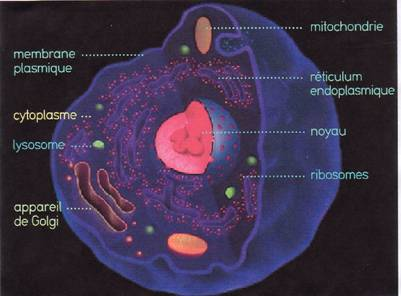 mitochondrie
membrane
plasmique
réticulum
endoplasmique
cytoplasme
lysosome
noyau
ribosomes
appareil
de Golgi